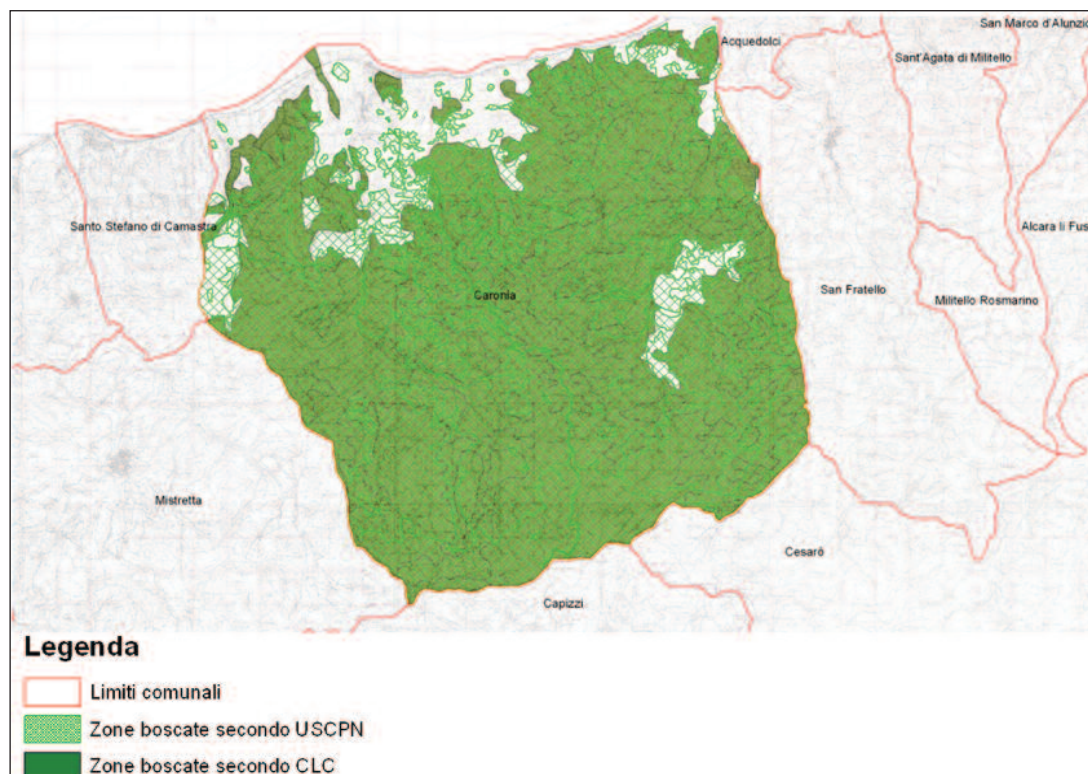 San Marco d'Alunzio
Acquedolci
Sant'Agata di Militello
Santo Stefano di Camastra
Alcara li Fus
Caronia
San Fratello
Militello Rosmarino
Mistretta
Cesarò
Capizzi
Legenda
Limiti comunali
Zone boscate secondo USCPN
Zone boscate secondo CLC